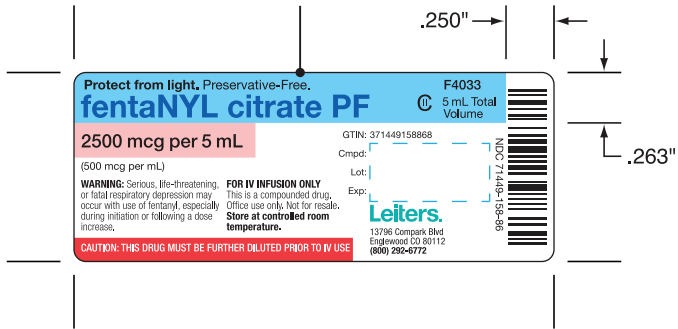 .250"
Protect from light. Preservative-Free.
F4033
fentaNYL citrate PF
CII
5 mL Total
Volume
2500 mcg per 5 mL
(500 mcg per mL)
WARNING: Serious, life-threatening,
or fatal respiratory depression may
occur with use of fentanyl, especially
during initiation or following a dose
increase.
FOR IV INFUSION ONLY
This is a compounded drug.
Office use only. Not for resale.
Store at controlled room
temperature.
CAUTION: THIS DRUG MUST BE FURTHER DILUTED PRIOR TO IV USE
GTIN: 371449158868
Cmpd:
Lot:
Exp:
Leiters.
13796 Compark Blvd
Englewood CO 80112
(800) 292-6772
NDC 71449-158-86
.263"